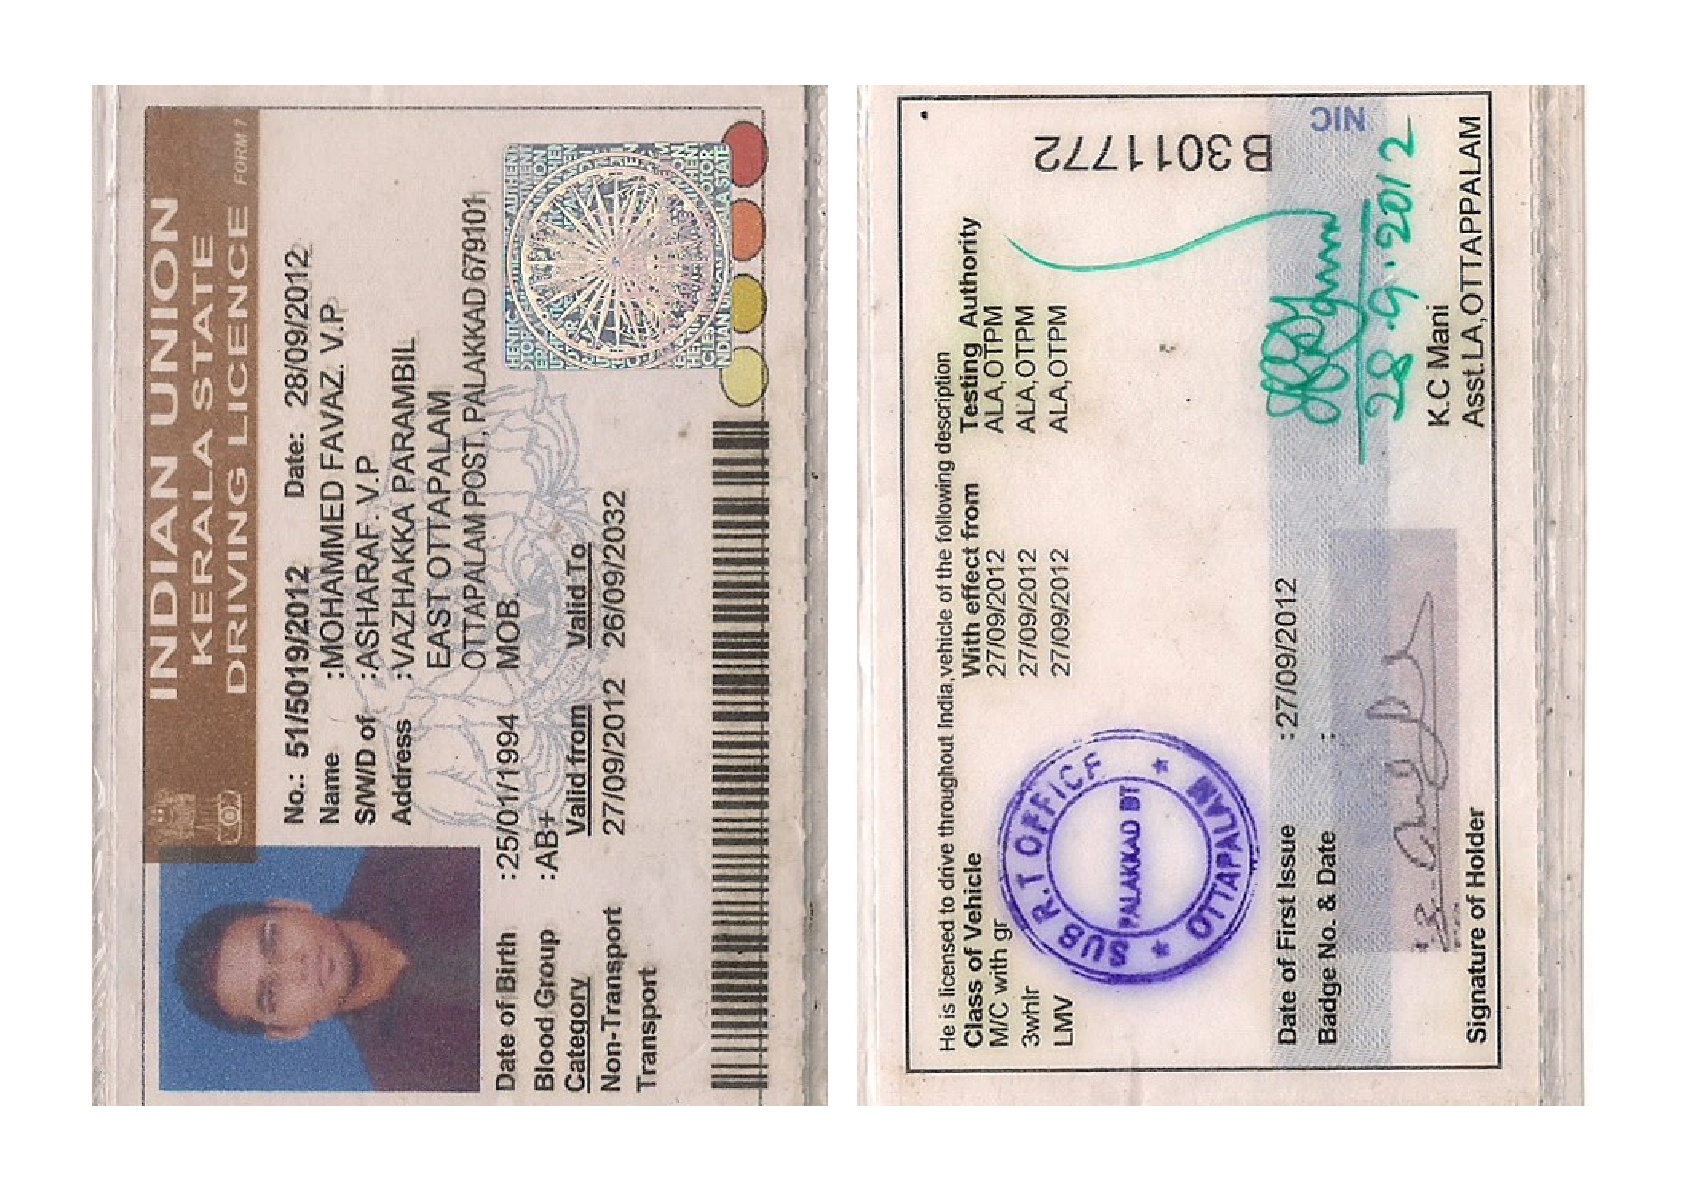 INDIAN UNION
KERALA STATE
DRIVING LICENCE FORM 7
No.: 51/5019/2012 Date: 28/09/2012
Name :MOHAMMED FAVAZ. V.P
S/W/D of :ASHARAF .V.P
Address :VAZHAKKA PARAMBIL
EAST OTTAPALAM
OTTAPALAM POST, PALAKKAD 679101
MOB.
Date of Birth :25/01/1994
Blood Group :AB+
Category Valid from Valid To
Non-Transport 27/09/2012 26/09/2032
Transport
B3011772
NIC
He is licensed to drive throughout India,vehicle of the following description
Class of Vehicle With effect from Testing Authority
M/C with gr 27/09/2012 ALA,OTPM
3whlr 27/09/2012 ALA,OTPM
LMV 27/09/2012 ALA,OTPM
SUB R.T OFFICE
PALAKKAD DT
OTTAPALAM
Date of First Issue :27/09/2012
Badge No. & Date :
28.9.2012
K.C Mani
Signature of Holder Asst.LA,OTTAPPALAM